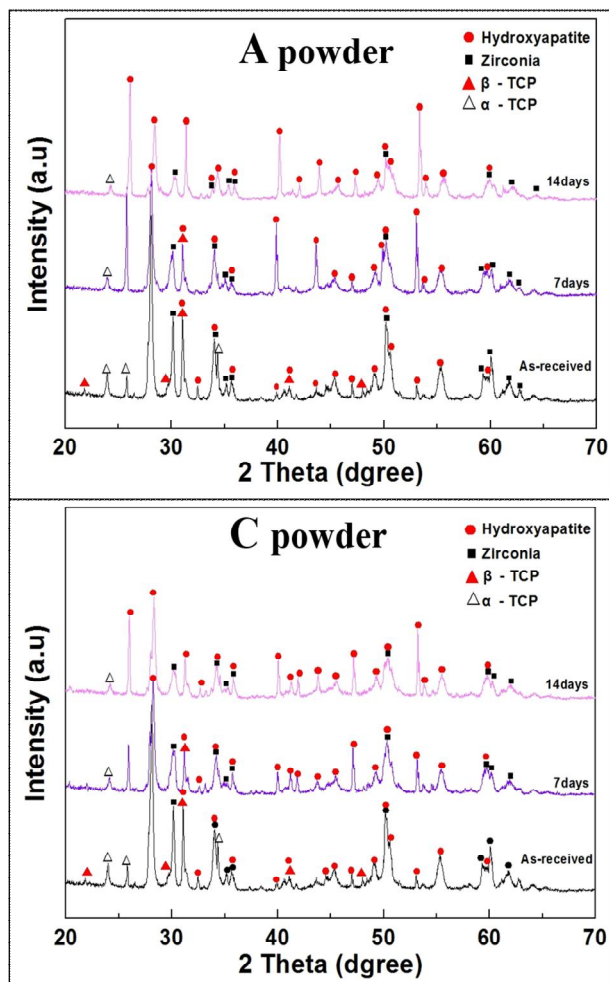 A powder
Hydroxyapatite
Zirconia
β - TCP
α - TCP
14days
7days
As-received
Intensity (a.u)
20 30 40 50 60 70
2 Theta (dgree)
C powder
Hydroxyapatite
Zirconia
β - TCP
α - TCP
14days
7days
As-received
Intensity (a.u)
20 30 40 50 60 70
2 Theta (dgree)